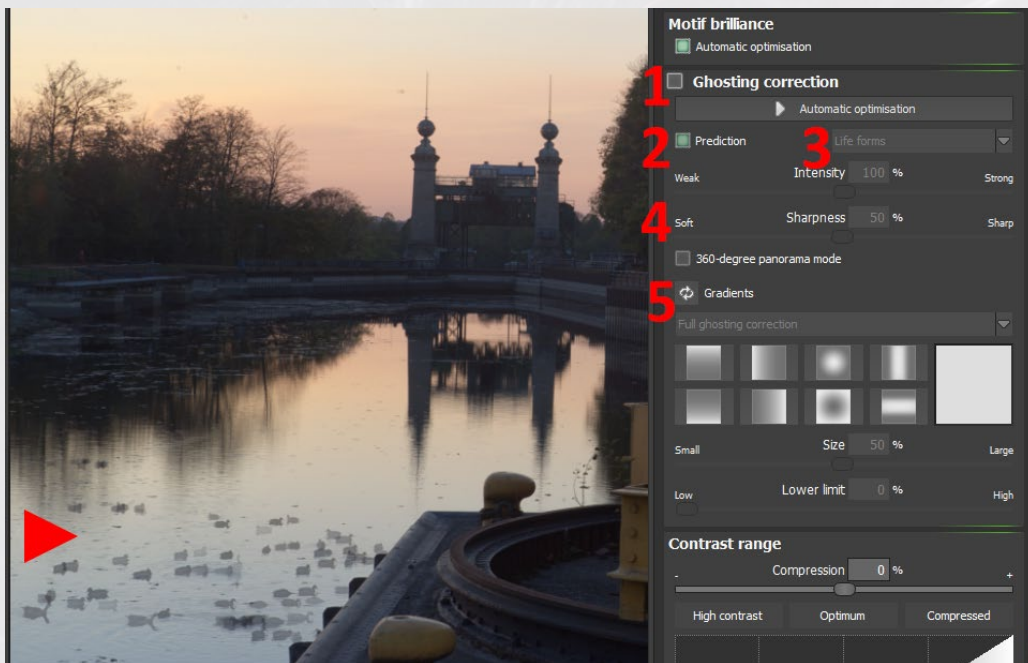 Motif brilliance
Automatic optimisation
1 Ghosting correction
Automatic optimisation
2 Prediction 3 Life forms
Weak Intensity 100 % Strong
4 Soft Sharpness 50 % Sharp
360-degree panorama mode
5 Gradients
Full ghosting correction
Small Size 50 % Large
Low Lower limit 0 % High
Contrast range
- Compression 0 % +
High contrast Optimum Compressed